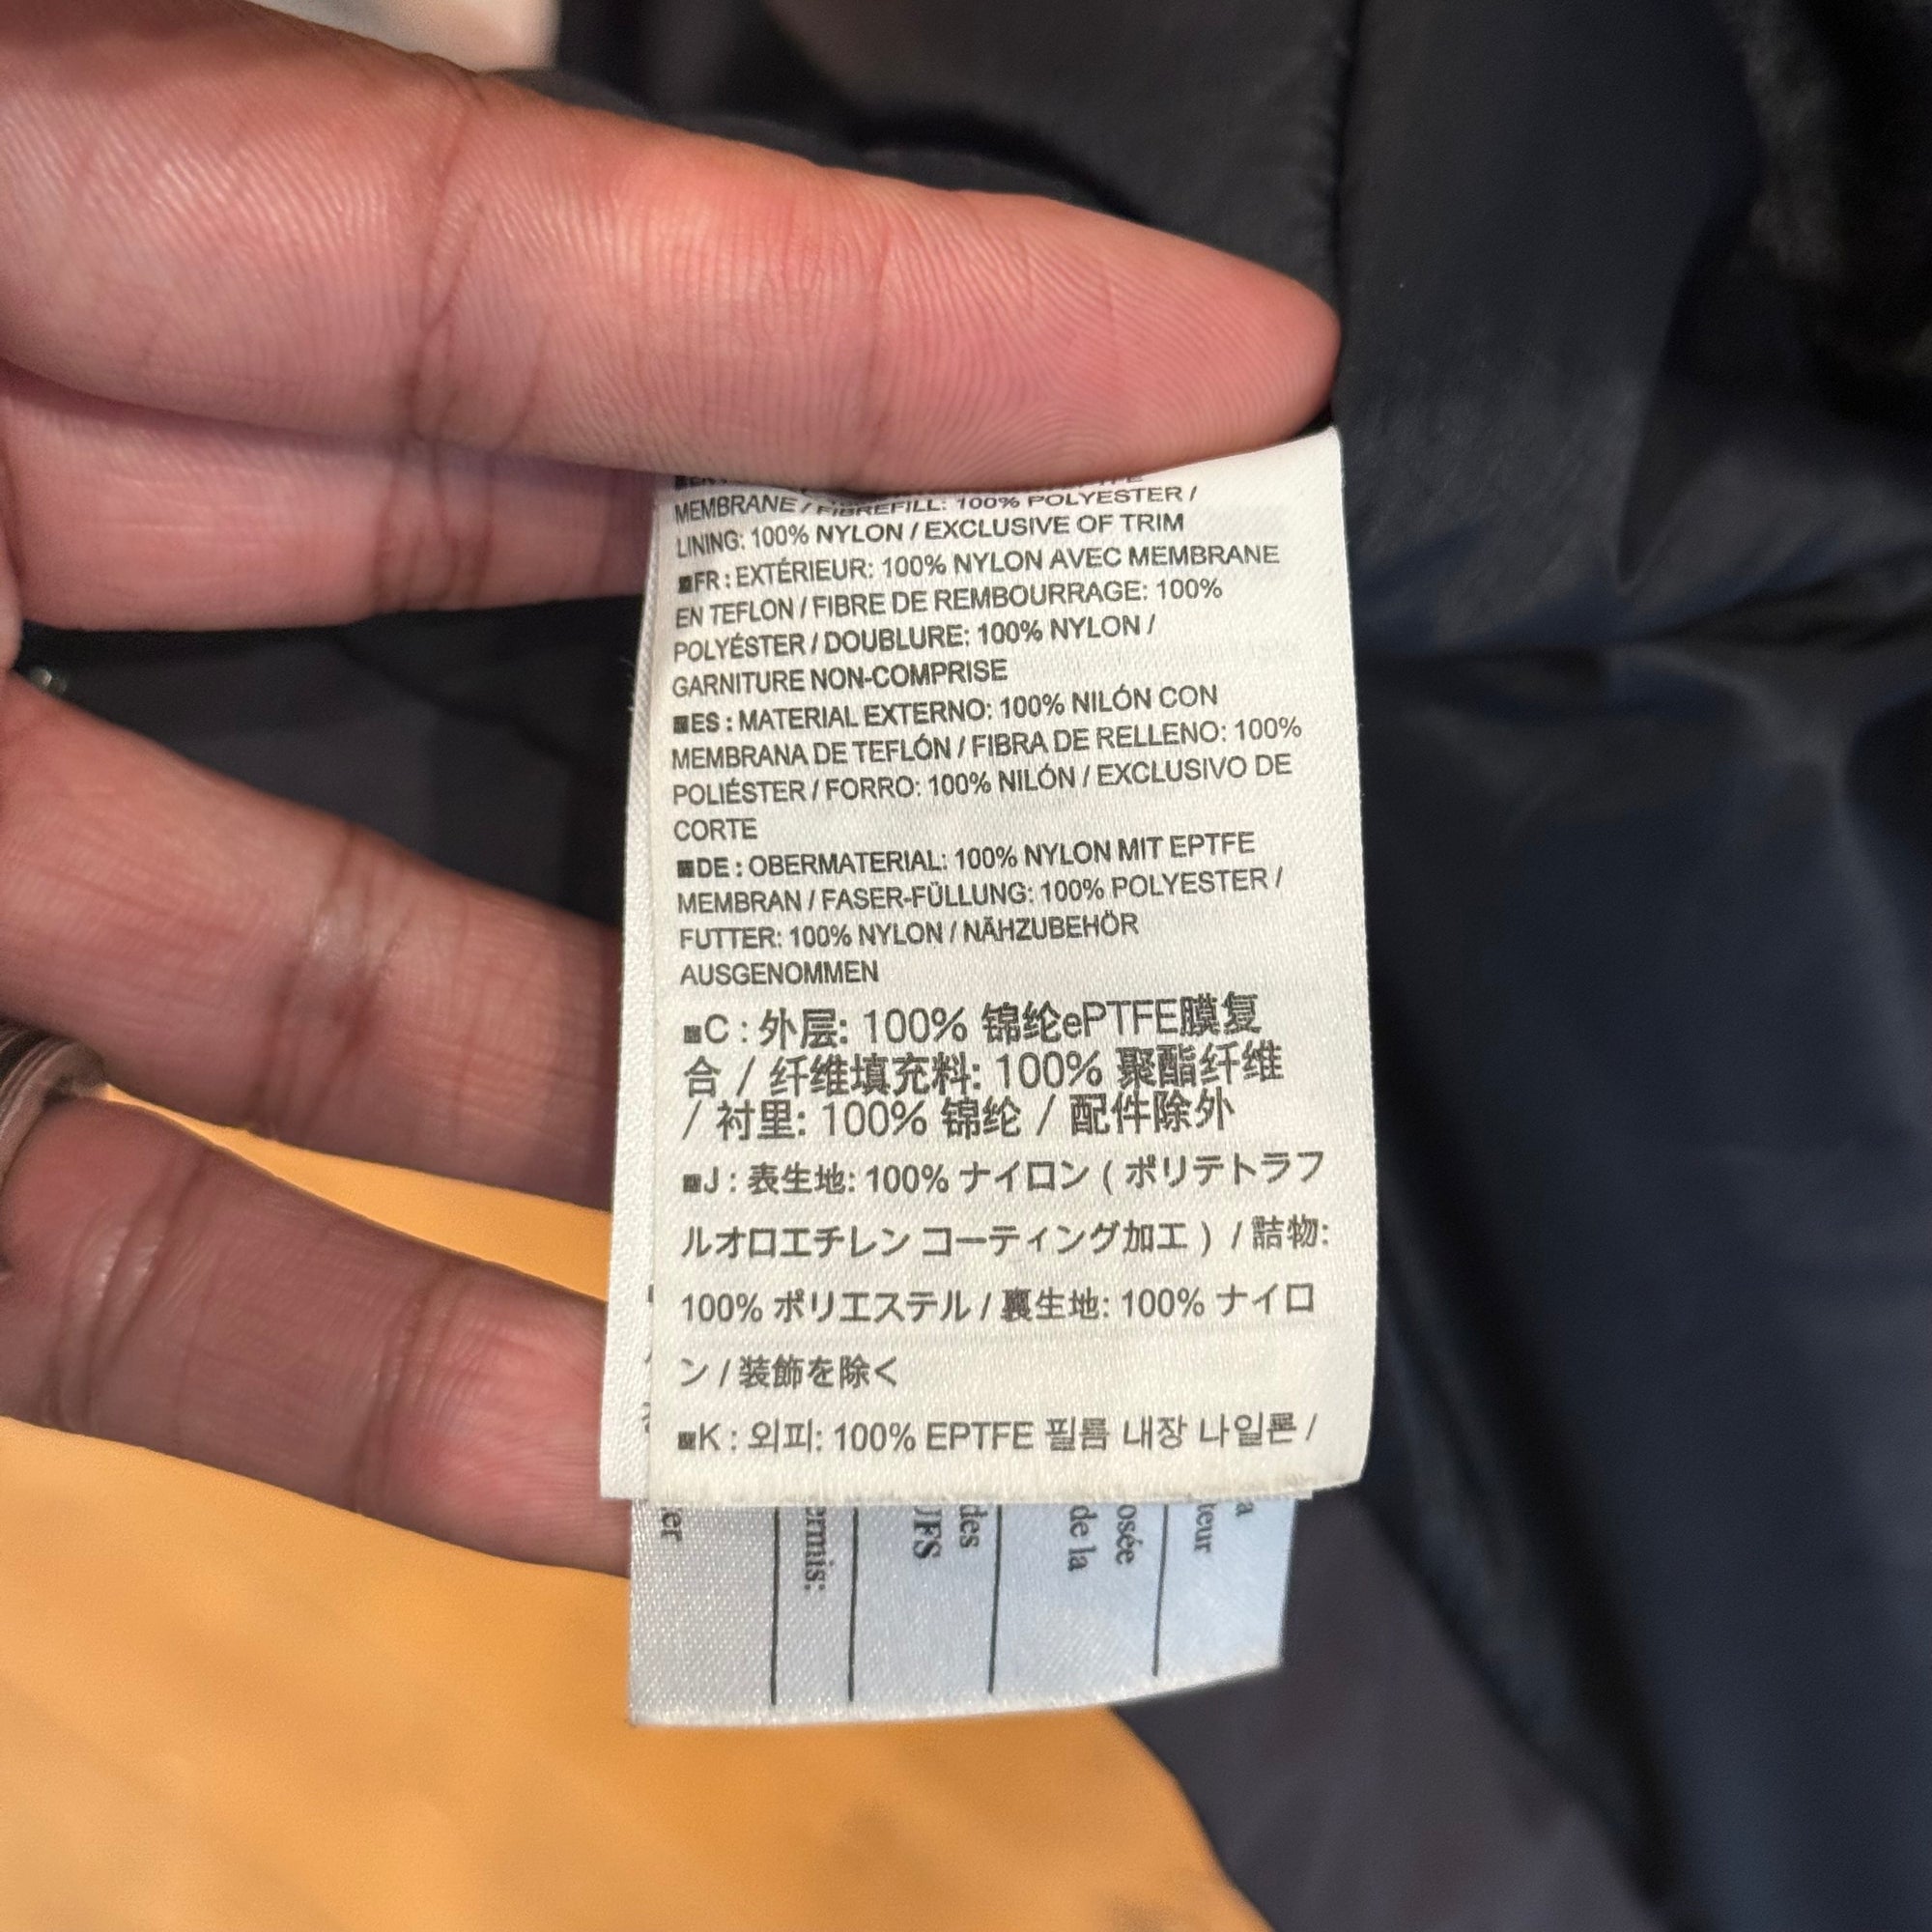 MEMBRANE / FIBREFILL: 100% POLYESTER /
LINING: 100% NYLON / EXCLUSIVE OF TRIM
■FR : EXTÉRIEUR: 100% NYLON AVEC MEMBRANE
EN TEFLON / FIBRE DE REMBOURRAGE: 100%
POLYÉSTER / DOUBLURE: 100% NYLON /
GARNITURE NON-COMPRISE
■ES : MATERIAL EXTERNO: 100% NILÓN CON
MEMBRANA DE TEFLÓN / FIBRA DE RELLENO: 100%
POLIÉSTER / FORRO: 100% NILÓN / EXCLUSIVO DE
CORTE
■DE : OBERMATERIAL: 100% NYLON MIT EPTFE
MEMBRAN / FASER-FÜLLUNG: 100% POLYESTER /
FUTTER: 100% NYLON / NÄHZUBEHÖR
AUSGENOMMEN
■C : 外层: 100% 锦纶ePTFE膜复
合 / 纤维填充料: 100% 聚酯纤维
/ 衬里: 100% 锦纶 / 配件除外
■J : 表生地: 100% ナイロン ( ポリテトラフ
ルオロエチレン コーティング加工 ) / 詰物:
100% ポリエステル / 裏生地: 100% ナイロ
ン / 装飾を除く
■K : 외피: 100% EPTFE 필름 내장 나일론 /
teur
osée
de la
des
UFS
ermis: